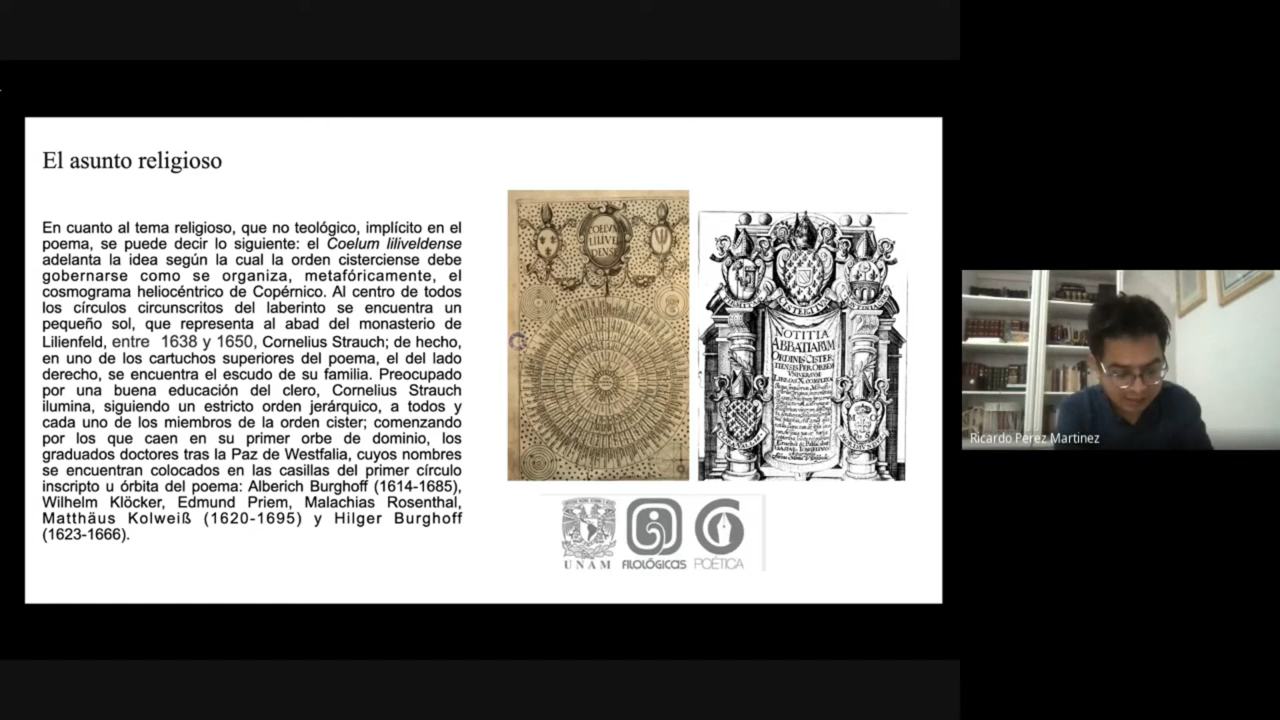 El asunto religioso
En cuanto al tema religioso, que no teológico, implícito en el
poema, se puede decir lo siguiente: el Coelum liliveldense
adelanta la idea según la cual la orden cisterciense debe
gobernarse como se organiza, metafóricamente, el
cosmograma heliocéntrico de Copérnico. Al centro de todos
los círculos circunscritos del laberinto se encuentra un
pequeño sol, que representa al abad del monasterio de
Lilienfeld, entre 1638 y 1650, Cornelius Strauch; de hecho,
en uno de los cartuchos superiores del poema, el del lado
derecho, se encuentra el escudo de su familia. Preocupado
por una buena educación del clero, Cornelius Strauch
ilumina, siguiendo un estricto orden jerárquico, a todos y
cada uno de los miembros de la orden cister; comenzando
por los que caen en su primer orbe de dominio, los
graduados doctores tras la Paz de Westfalia, cuyos nombres
se encuentran colocados en las casillas del primer círculo
inscripto u órbita del poema: Alberich Burghoff (1614-1685),
Wilhelm Klöcker, Edmund Priem, Malachias Rosenthal,
Matthäus Kolweiß (1620-1695) y Hilger Burghoff
(1623-1666).
COELVM
LILIVEL
DENSE
NOTITIA
ABBATIARVM
ORDINIS CISTER
TIENSIS PER ORBEM
VNIVERSVM
UNAM
FILOLÓGICAS
POÉTICA
Ricardo Perez Martinez